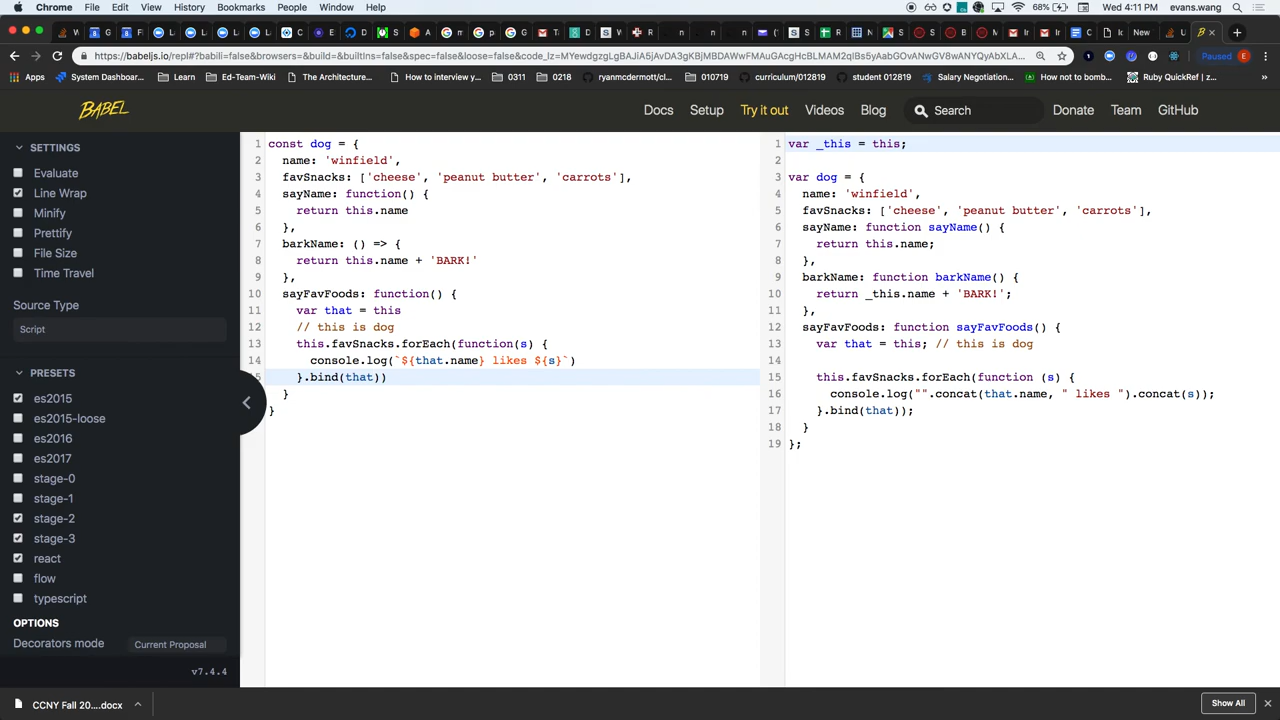 Chrome File Edit View History Bookmarks People Window Help 68% Wed 4:11 PM evans.wang
https://babeljs.io/repl#?babili=false&browsers=&build=&builtIns=false&spec=false&loose=false&code_lz=
Paused
Apps System Dashboar... Learn Ed-Team-Wiki The Architecture... How to interview y... 0311 0218 ryanmcdermott/cl... 010719 curriculum/012819 student 012819 Salary Negotiation... How not to bomb... Ruby QuickRef | z...
BABEL Docs Setup Try it out Videos Blog Search Donate Team GitHub
SETTINGS
Evaluate
Line Wrap
Minify
Prettify
File Size
Time Travel
Source Type
Script
PRESETS
es2015
es2015-loose
es2016
es2017
stage-0
stage-1
stage-2
stage-3
react
flow
typescript
OPTIONS
Decorators mode Current Proposal
v7.4.4
1 const dog = {
2 name: 'winfield',
3 favSnacks: ['cheese', 'peanut butter', 'carrots'],
4 sayName: function() {
5 return this.name
6 },
7 barkName: () => {
8 return this.name + 'BARK!'
9 },
10 sayFavFoods: function() {
11 var that = this
12 // this is dog
13 this.favSnacks.forEach(function(s) {
14 console.log(`${that.name} likes ${s}`)
5 }.bind(that))
}
}
1 var _this = this;
2
3 var dog = {
4 name: 'winfield',
5 favSnacks: ['cheese', 'peanut butter', 'carrots'],
6 sayName: function sayName() {
7 return this.name;
8 },
9 barkName: function barkName() {
10 return _this.name + 'BARK!';
11 },
12 sayFavFoods: function sayFavFoods() {
13 var that = this; // this is dog
14
15 this.favSnacks.forEach(function (s) {
16 console.log("".concat(that.name, " likes ").concat(s));
17 }.bind(that));
18 }
19 };
CCNY Fall 20....docx Show All